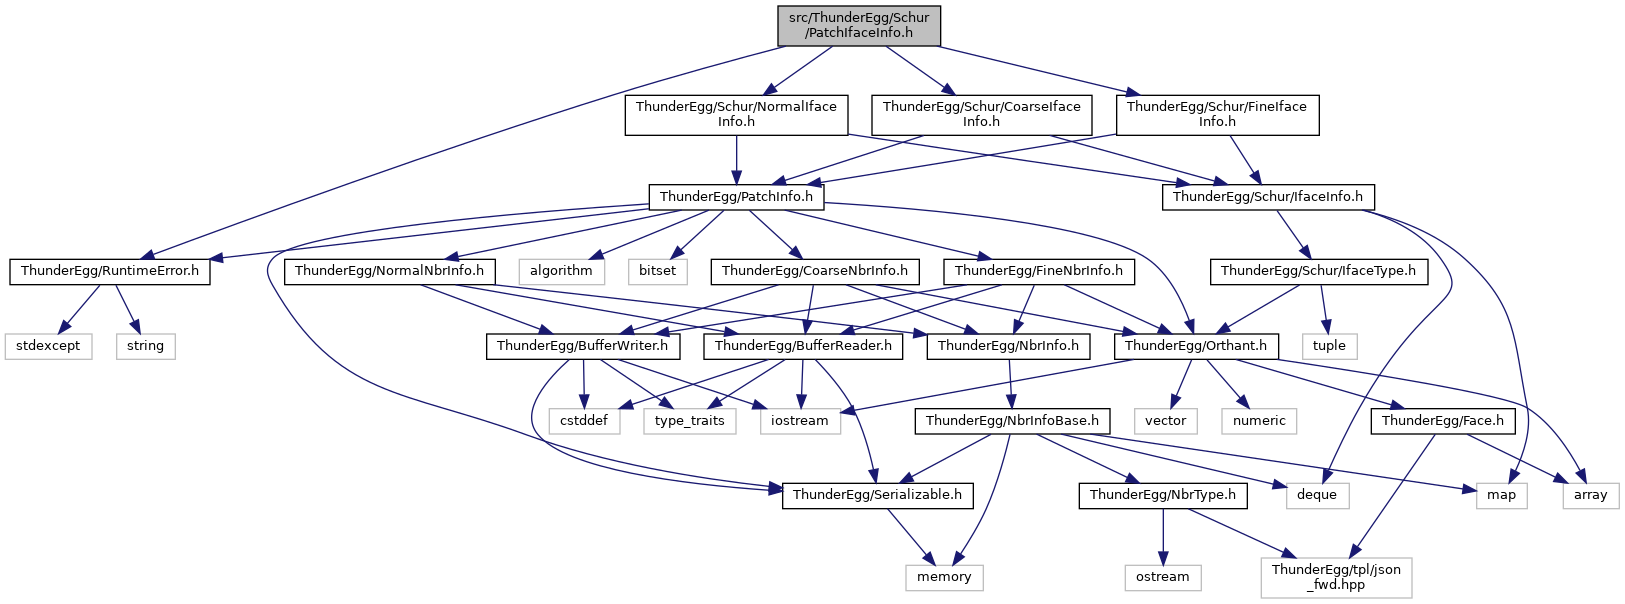 src/ThunderEgg/Schur
/PatchIfaceInfo.h
ThunderEgg/Schur/NormalIface
Info.h
ThunderEgg/Schur/CoarseIface
Info.h
ThunderEgg/Schur/FineIface
Info.h
ThunderEgg/PatchInfo.h
ThunderEgg/Schur/IfaceInfo.h
ThunderEgg/RuntimeError.h
ThunderEgg/NormalNbrInfo.h
algorithm
bitset
ThunderEgg/CoarseNbrInfo.h
ThunderEgg/FineNbrInfo.h
ThunderEgg/Schur/IfaceType.h
stdexcept
string
ThunderEgg/BufferWriter.h
ThunderEgg/BufferReader.h
ThunderEgg/NbrInfo.h
ThunderEgg/Orthant.h
tuple
cstddef
type_traits
iostream
ThunderEgg/NbrInfoBase.h
vector
numeric
ThunderEgg/Face.h
ThunderEgg/Serializable.h
ThunderEgg/NbrType.h
deque
map
array
memory
ostream
ThunderEgg/tpl/json
_fwd.hpp